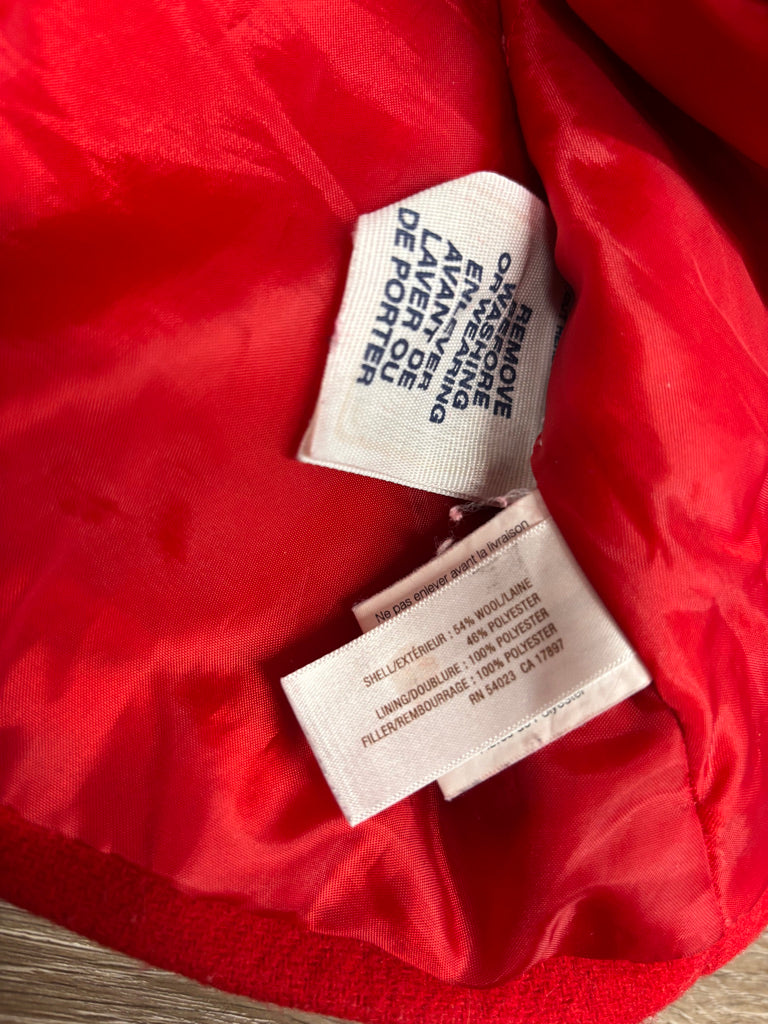 REMOVE
BEFORE
OR WASHING
WEARING
ENLEVER
AVANT DE
LAVER OU
DE PORTER
Ne pas enlever avant la livraison
SHELL/EXTÉRIEUR : 54% WOOL/LAINE
46% POLYESTER
LINING/DOUBLURE : 100% POLYESTER
FILLER/REMBOURRAGE : 100% POLYESTER
RN 54023 CA 17897